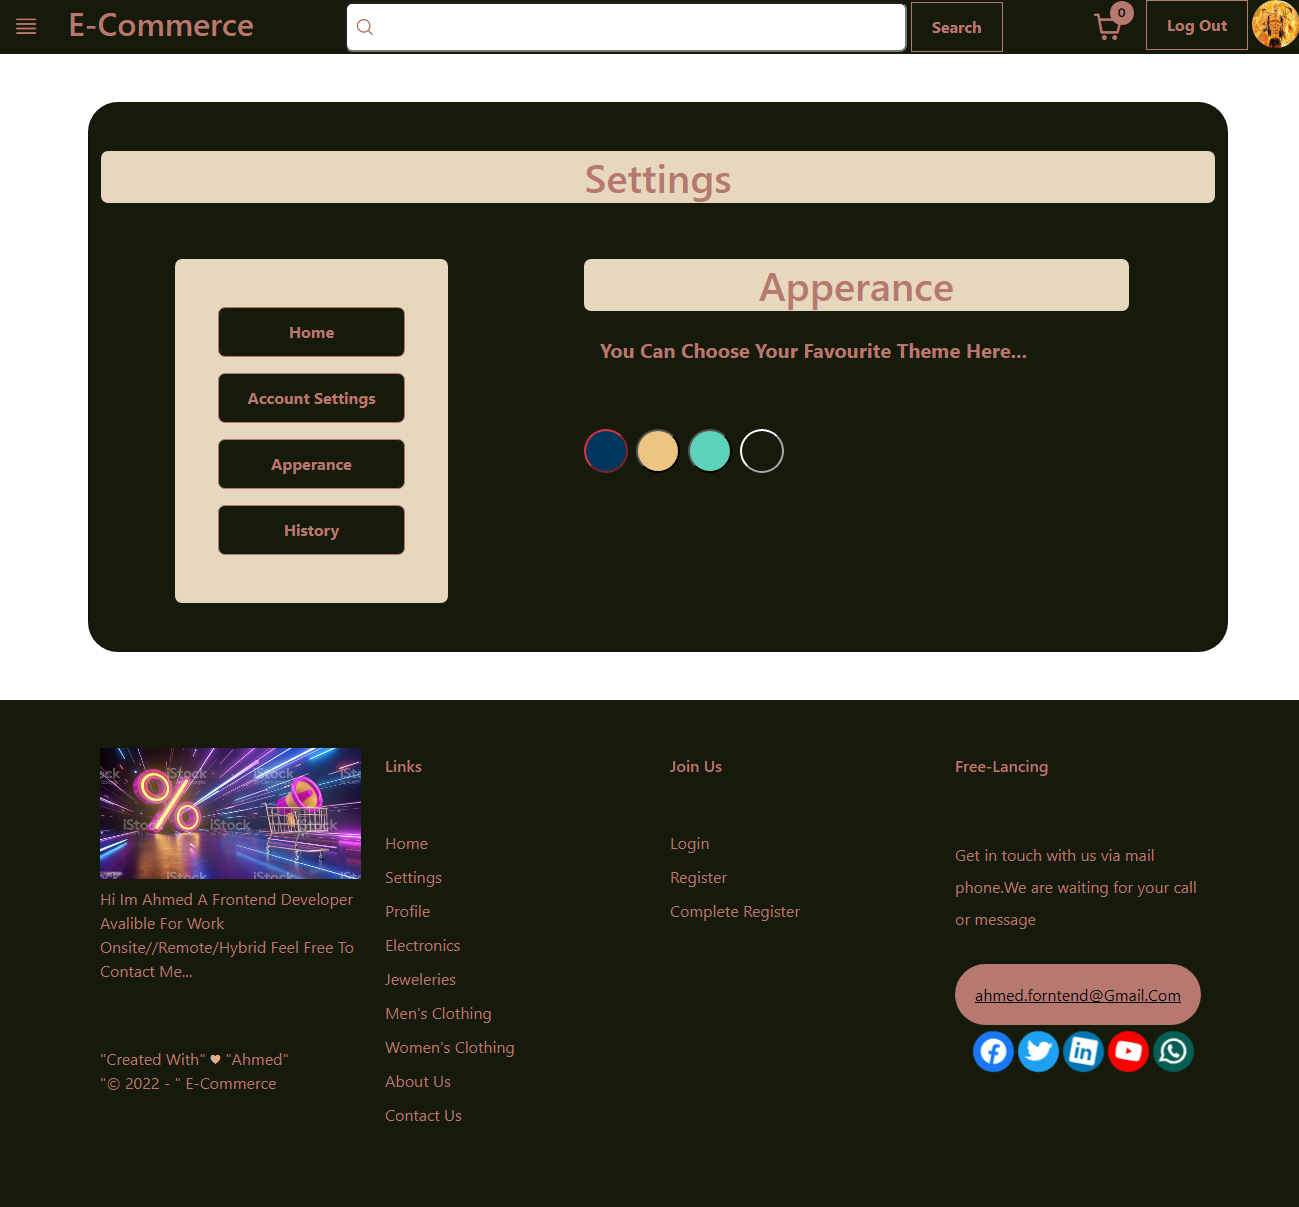 E-Commerce
Search
0
Log Out
Settings
Home
Account Settings
Apperance
History
Apperance
You Can Choose Your Favourite Theme Here...
iStock
iStock
iStock
iStock
iStock
Hi Im Ahmed A Frontend Developer
Avalible For Work
Onsite//Remote/Hybrid Feel Free To
Contact Me...
"Created With" ♥ "Ahmed"
"© 2022 - " E-Commerce
Links
Home
Settings
Profile
Electronics
Jeweleries
Men's Clothing
Women's Clothing
About Us
Contact Us
Join Us
Login
Register
Complete Register
Free-Lancing
Get in touch with us via mail
phone.We are waiting for your call
or message
ahmed.forntend@Gmail.Com